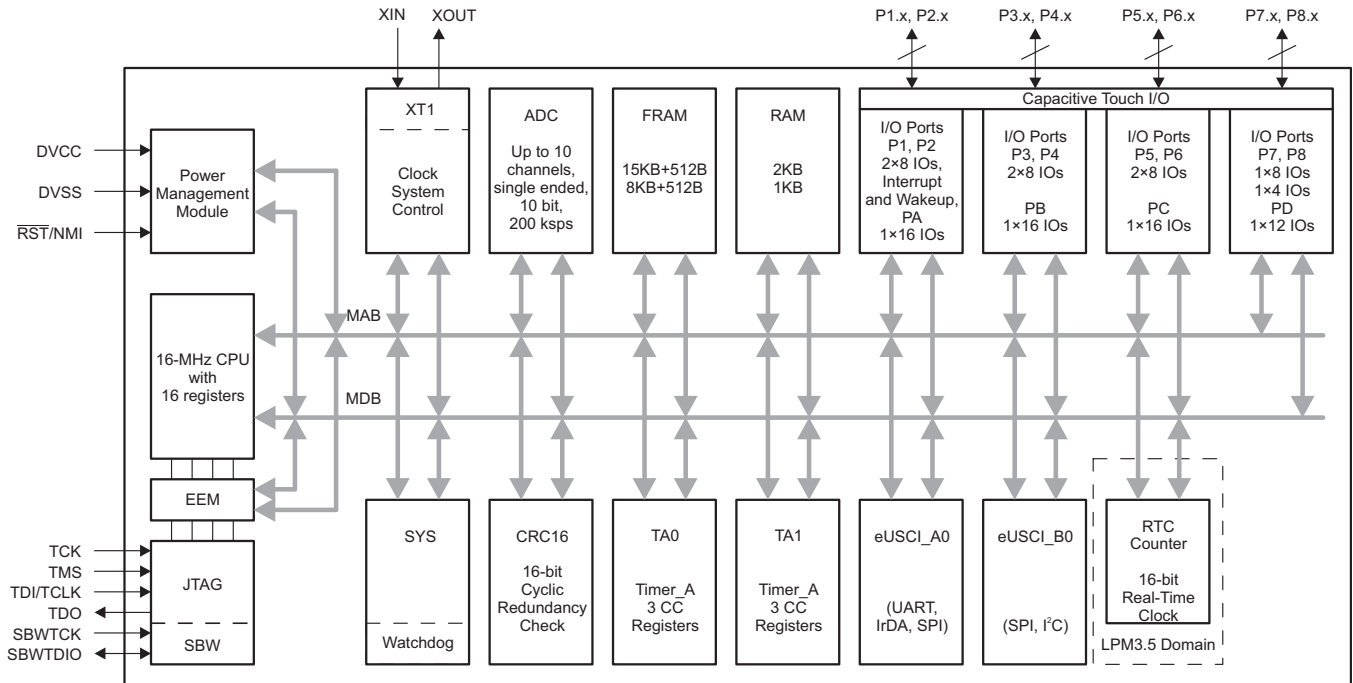 XIN
XOUT
P1.x, P2.x
P3.x, P4.x
P5.x, P6.x
P7.x, P8.x
DVCC
DVSS
RST/NMI
Power
Management
Module
XT1
Clock
System
Control
ADC
Up to 10
channels,
single ended,
10 bit,
200 ksps
FRAM
15KB+512B
8KB+512B
RAM
2KB
1KB
Capacitive Touch I/O
I/O Ports
P1, P2
2×8 IOs,
Interrupt
and Wakeup,
PA
1×16 IOs
I/O Ports
P3, P4
2×8 IOs
PB
1×16 IOs
I/O Ports
P5, P6
2×8 IOs
PC
1×16 IOs
I/O Ports
P7, P8
1×8 IOs
1×4 IOs
PD
1×12 IOs
MAB
MDB
16-MHz CPU
with
16 registers
EEM
TCK
TMS
TDI/TCLK
TDO
SBWTCK
SBWTDIO
JTAG
SBW
SYS
Watchdog
CRC16
16-bit
Cyclic
Redundancy
Check
TA0
Timer_A
3 CC
Registers
TA1
Timer_A
3 CC
Registers
eUSCI_A0
(UART,
IrDA, SPI)
eUSCI_B0
(SPI, I²C)
RTC
Counter
16-bit
Real-Time
Clock
LPM3.5 Domain